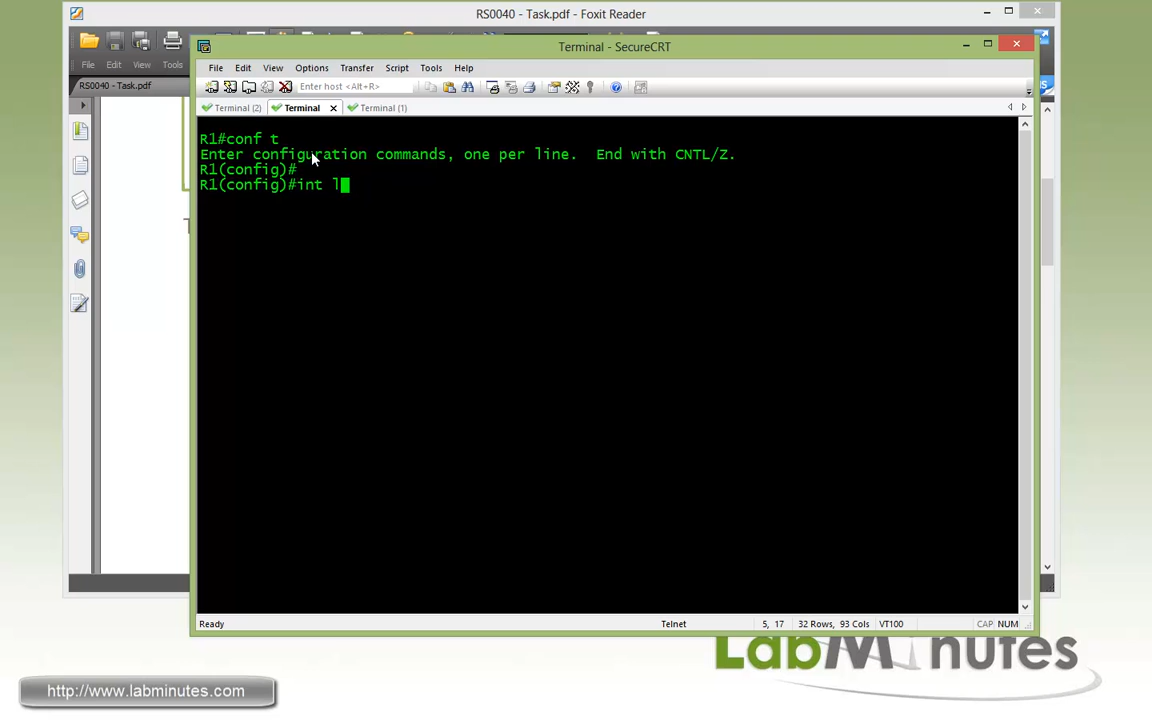 RS0040 - Task.pdf - Foxit Reader
File Edit View Tools
RS0040 - Task.pdf
Terminal - SecureCRT
File Edit View Options Transfer Script Tools Help
Enter host <Alt+R>
Terminal (2) Terminal Terminal (1)
R1#conf t
Enter configuration commands, one per line. End with CNTL/Z.
R1(config)#
R1(config)#int l
Ready Telnet 5, 17 32 Rows, 93 Cols VT100 CAP NUM
LabMinutes
http://www.labminutes.com